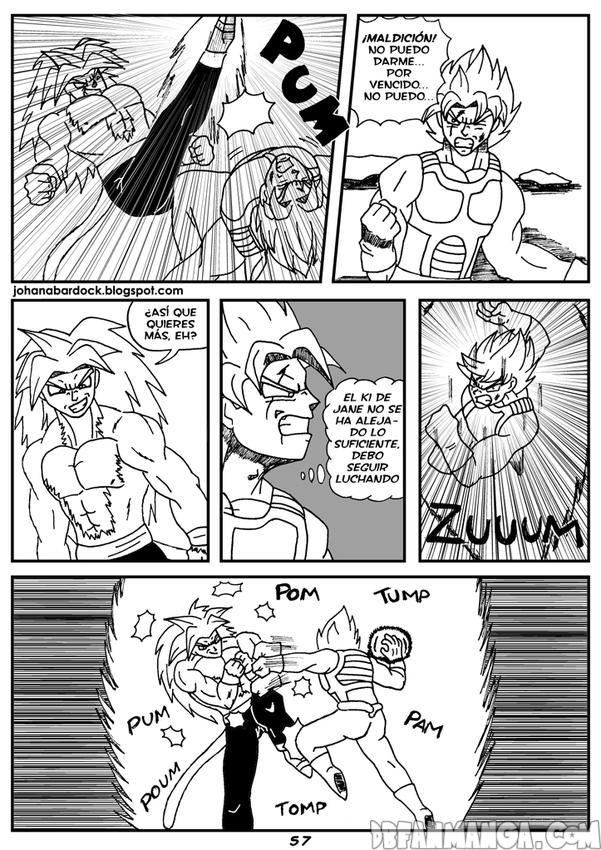 PUM
¡MALDICIÓN!
NO PUEDO
DARME...
POR
VENCIDO...
NO PUEDO...
johanabardock.blogspot.com
¿ASÍ QUE
QUIERES
MÁS, EH?
EL KI DE
JANE NO SE
HA ALEJA-
DO LO
SUFICIENTE,
DEBO
SEGUIR
LUCHANDO
ZUUUM
POM
TUMP
PUM
PAM
POUM
TOMP
57
DBFANMANGA.COM